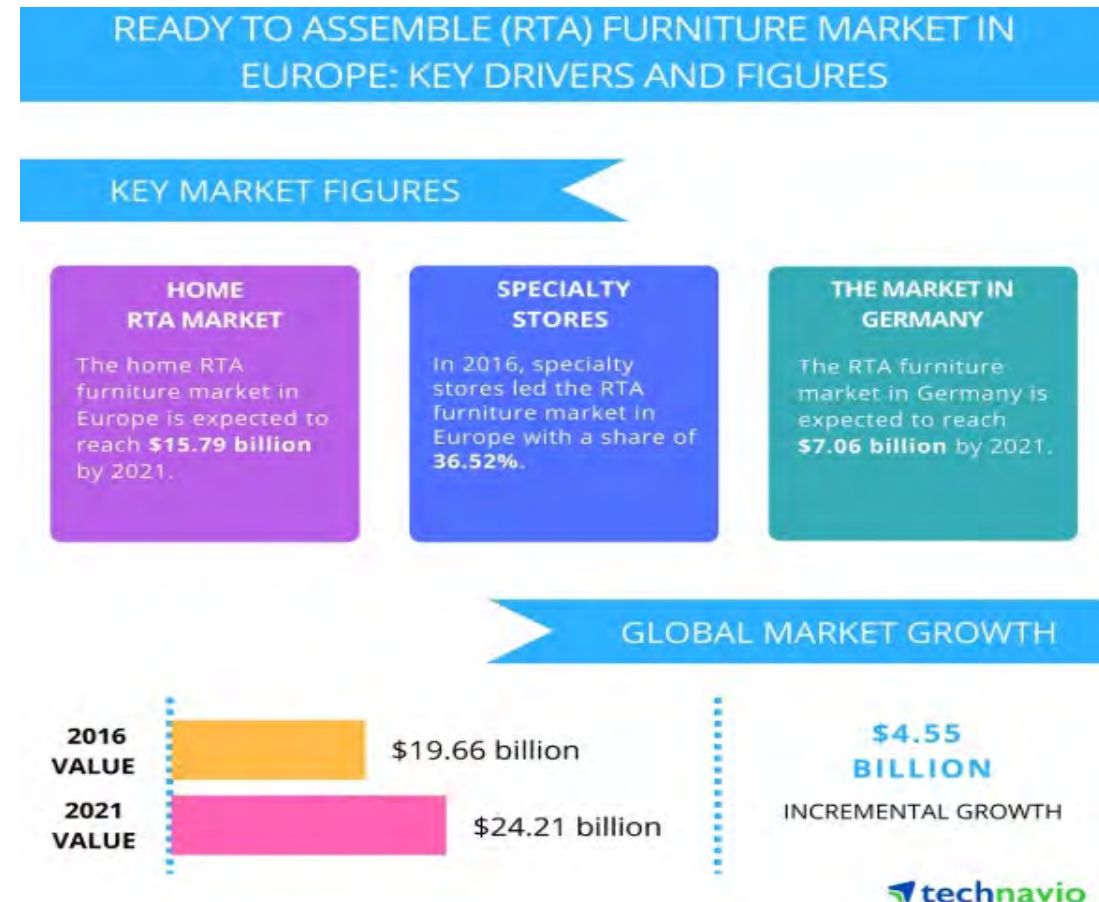 READY TO ASSEMBLE (RTA) FURNITURE MARKET IN
EUROPE: KEY DRIVERS AND FIGURES
KEY MARKET FIGURES
HOME
RTA MARKET
The home RTA
furniture market in
Europe is expected to
reach $15.79 billion
by 2021.
SPECIALTY
STORES
In 2016, specialty
stores led the RTA
furniture market in
Europe with a share of
36.52%.
THE MARKET IN
GERMANY
The RTA furniture
market in Germany is
expected to reach
$7.06 billion by 2021.
GLOBAL MARKET GROWTH
2016
VALUE
$19.66 billion
2021
VALUE
$24.21 billion
$4.55
BILLION
INCREMENTAL GROWTH
technavio